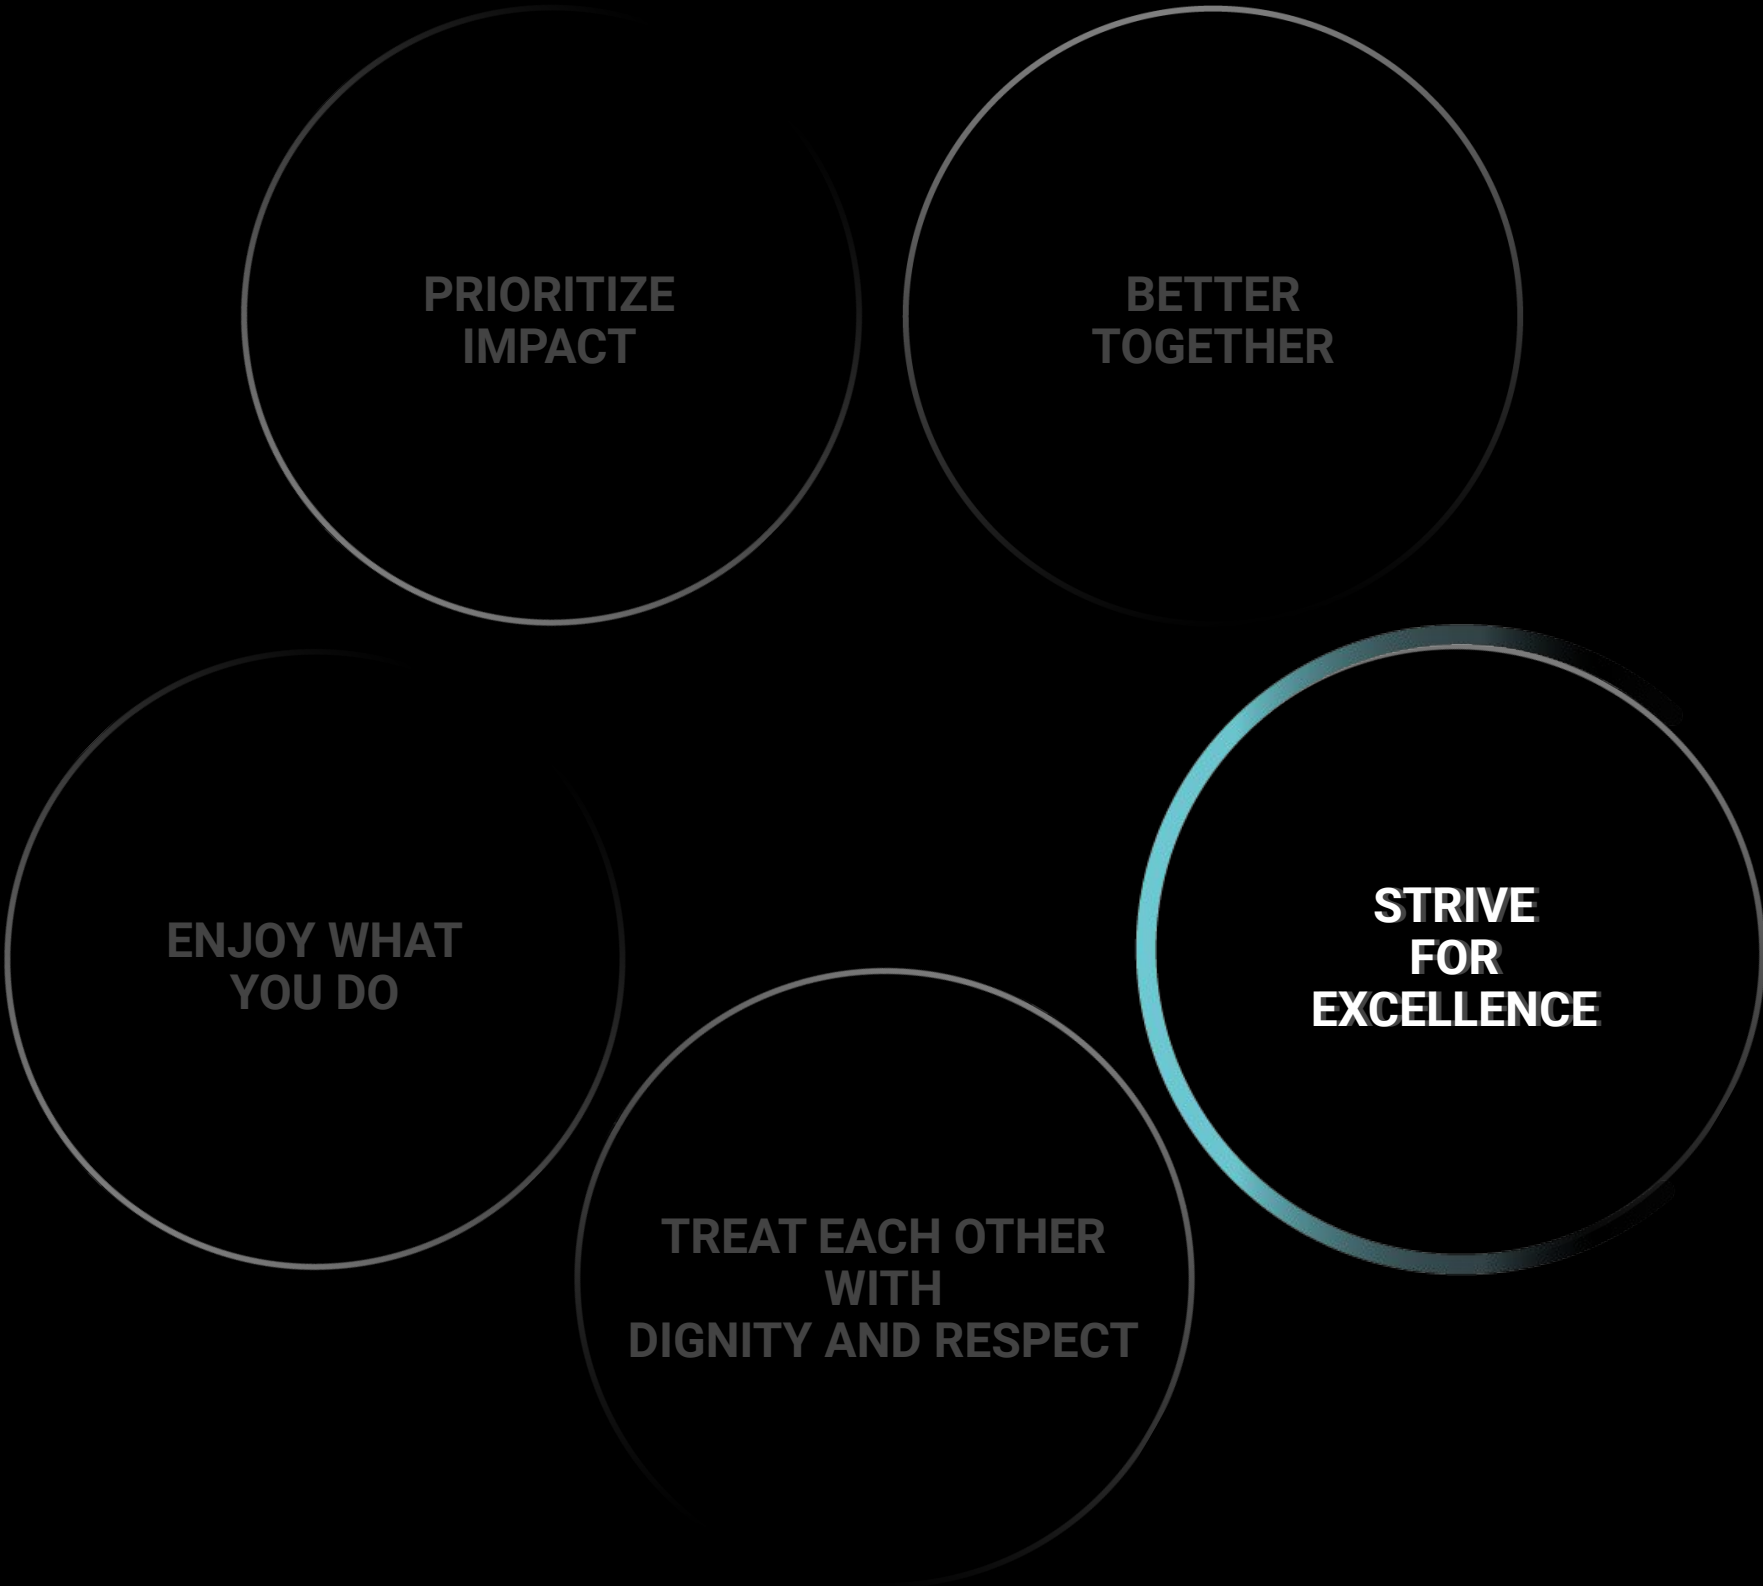 PRIORITIZE
IMPACT
BETTER
TOGETHER
ENJOY WHAT
YOU DO
STRIVE
FOR
EXCELLENCE
TREAT EACH OTHER
WITH
DIGNITY AND RESPECT